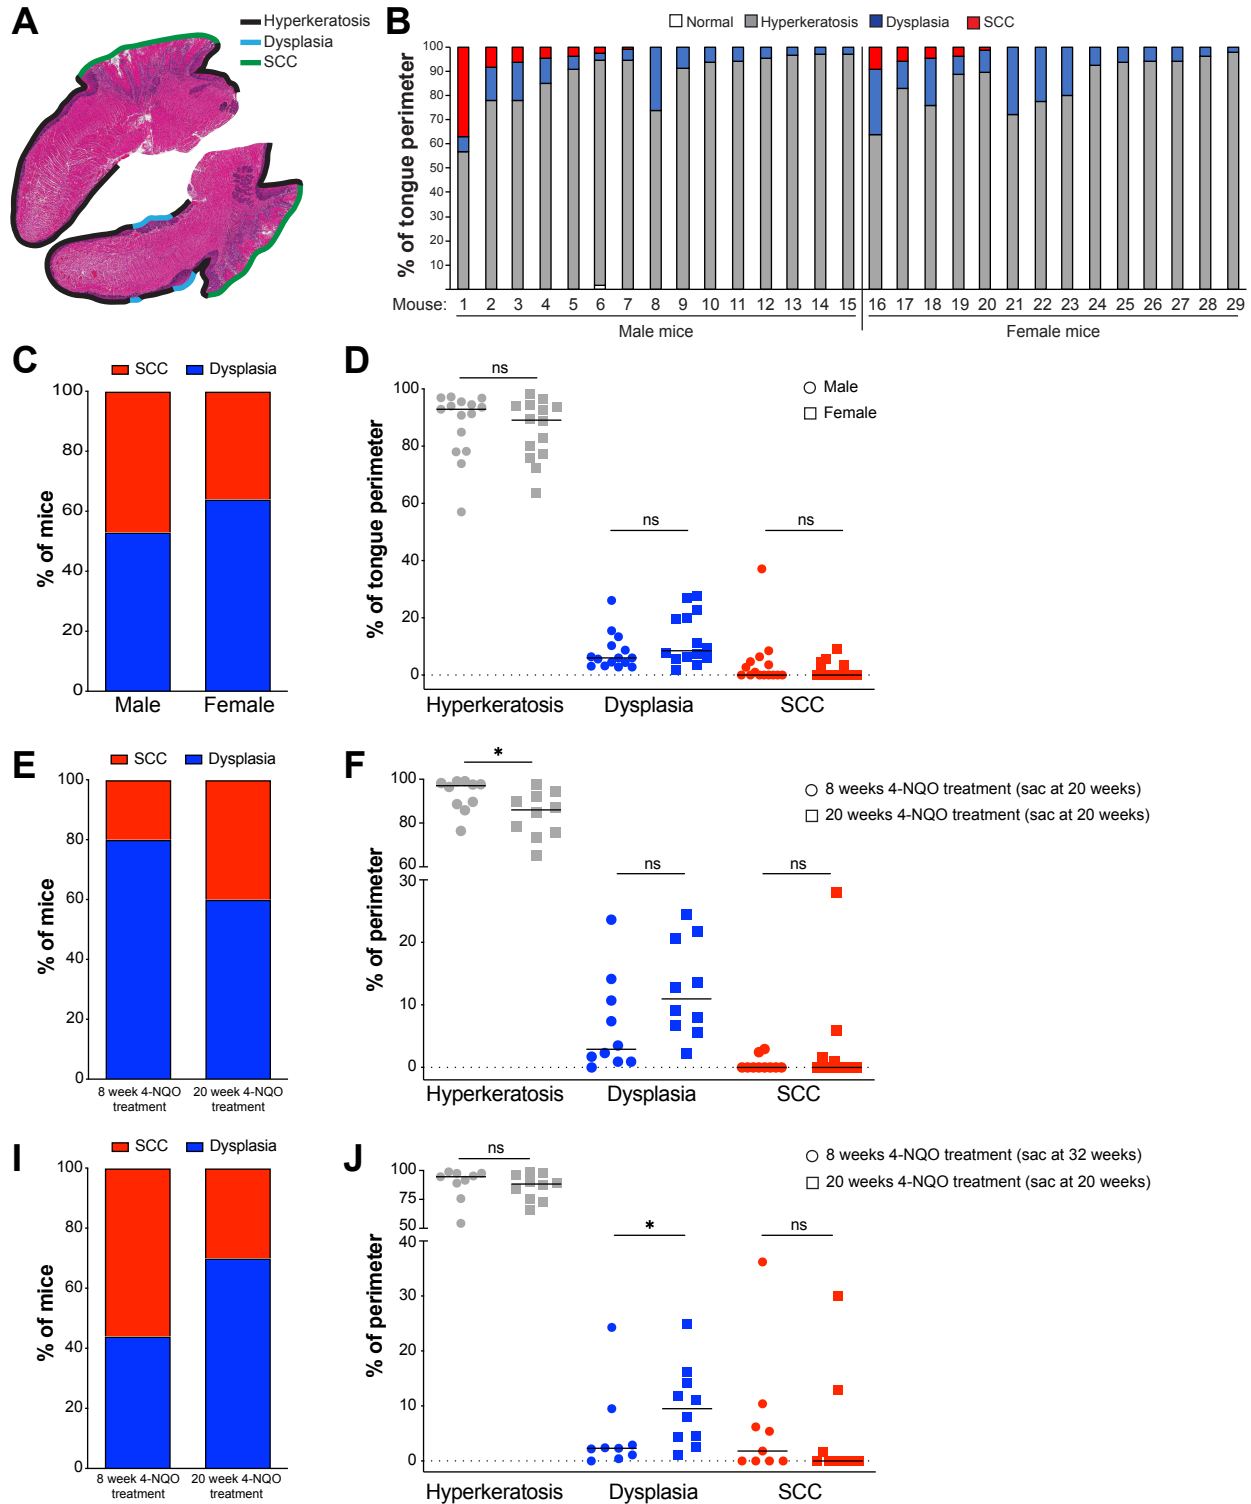 A
Hyperkeratosis
Dysplasia
SCC
B
Normal Hyperkeratosis Dysplasia SCC
% of tongue perimeter
100
90
80
70
60
50
40
30
20
10
Mouse: 1 2 3 4 5 6 7 8 9 10 11 12 13 14 15 16 17 18 19 20 21 22 23 24 25 26 27 28 29
Male mice Female mice
C
SCC Dysplasia
% of mice
100
80
60
40
20
0
Male Female
D
Male
Female
% of tongue perimeter
100
80
60
40
20
0
ns ns ns
Hyperkeratosis Dysplasia SCC
E
SCC Dysplasia
% of mice
100
80
60
40
20
0
8 week 4-NQO 20 week 4-NQO
treatment treatment
F
8 weeks 4-NQO treatment (sac at 20 weeks)
20 weeks 4-NQO treatment (sac at 20 weeks)
% of perimeter
100
80
60
30
20
10
0
* ns ns
Hyperkeratosis Dysplasia SCC
I
SCC Dysplasia
% of mice
100
80
60
40
20
0
8 week 4-NQO 20 week 4-NQO
treatment treatment
J
8 weeks 4-NQO treatment (sac at 32 weeks)
20 weeks 4-NQO treatment (sac at 20 weeks)
% of perimeter
100
75
50
40
30
20
10
0
ns * ns
Hyperkeratosis Dysplasia SCC